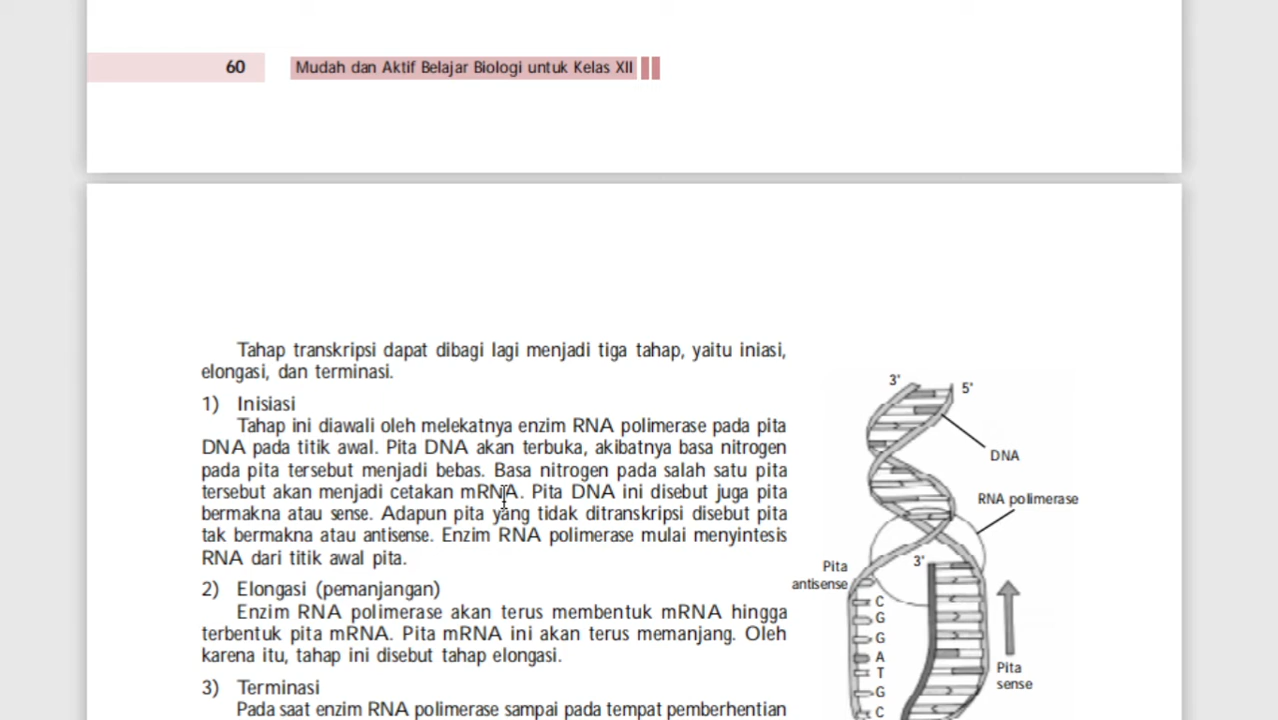 60 Mudah dan Aktif Belajar Biologi untuk Kelas XII
Tahap transkripsi dapat dibagi lagi menjadi tiga tahap, yaitu iniasi,
elongasi, dan terminasi.
1) Inisiasi
Tahap ini diawali oleh melekatnya enzim RNA polimerase pada pita
DNA pada titik awal. Pita DNA akan terbuka, akibatnya basa nitrogen
pada pita tersebut menjadi bebas. Basa nitrogen pada salah satu pita
tersebut akan menjadi cetakan mRNA. Pita DNA ini disebut juga pita
bermakna atau sense. Adapun pita yang tidak ditranskripsi disebut pita
tak bermakna atau antisense. Enzim RNA polimerase mulai menyintesis
RNA dari titik awal pita.
2) Elongasi (pemanjangan)
Enzim RNA polimerase akan terus membentuk mRNA hingga
terbentuk pita mRNA. Pita mRNA ini akan terus memanjang. Oleh
karena itu, tahap ini disebut tahap elongasi.
3) Terminasi
Pada saat enzim RNA polimerase sampai pada tempat pemberhentian
3'
5'
DNA
RNA polimerase
3'
Pita
antisense
C
G
G
A
T
G
C
Pita
sense